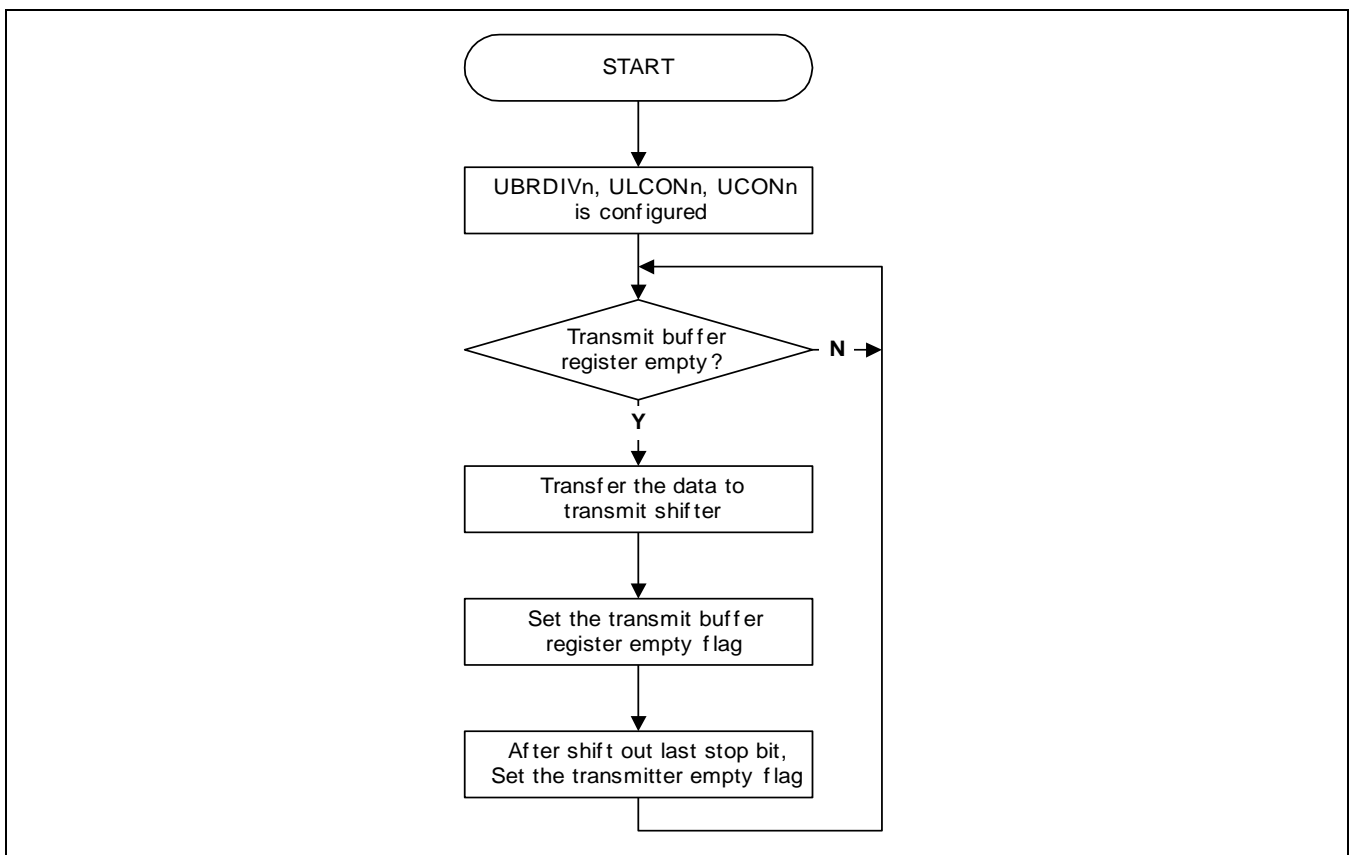 START
UBRDIVn, ULCONn, UCONn
is configured
Transmit buffer
register empty?
N
Y
Transfer the data to
transmit shifter
Set the transmit buffer
register empty flag
After shift out last stop bit,
Set the transmitter empty flag